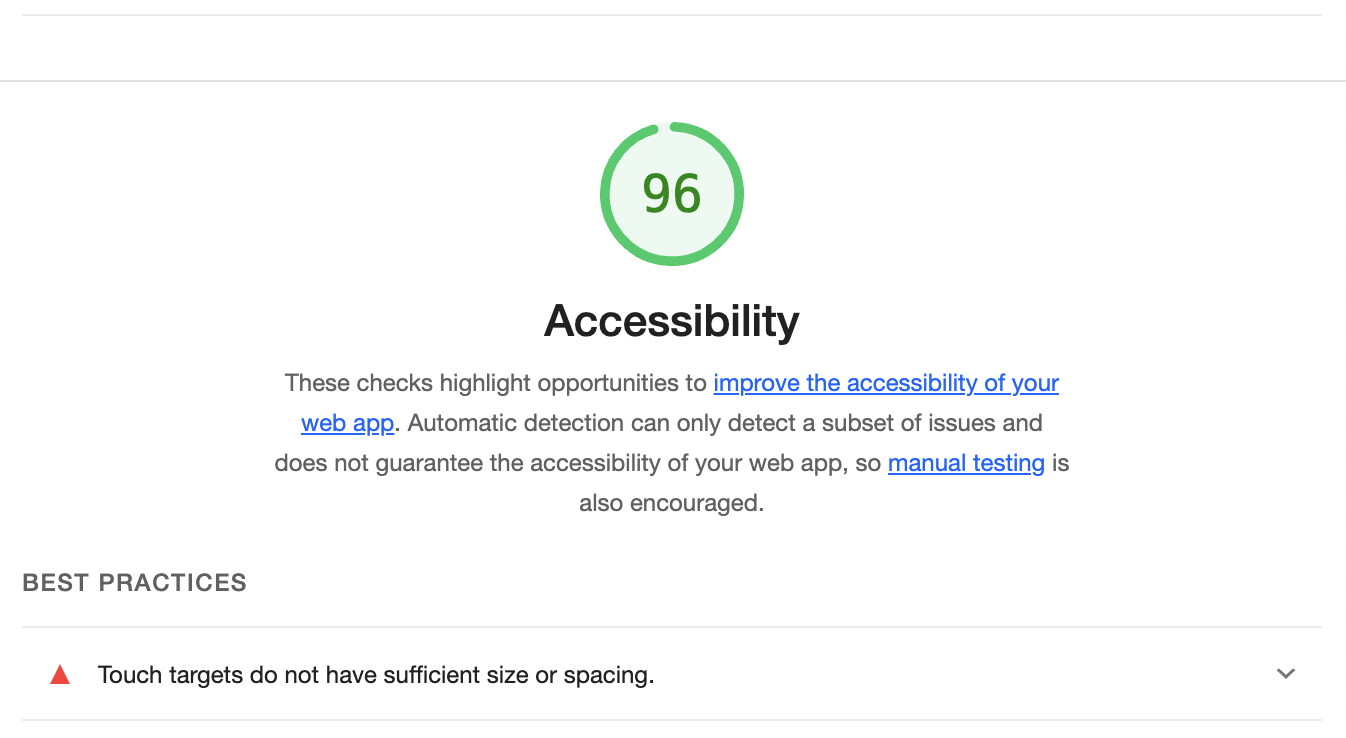 96
Accessibility
These checks highlight opportunities to improve the accessibility of your
web app. Automatic detection can only detect a subset of issues and
does not guarantee the accessibility of your web app, so manual testing is
also encouraged.
BEST PRACTICES
Touch targets do not have sufficient size or spacing.